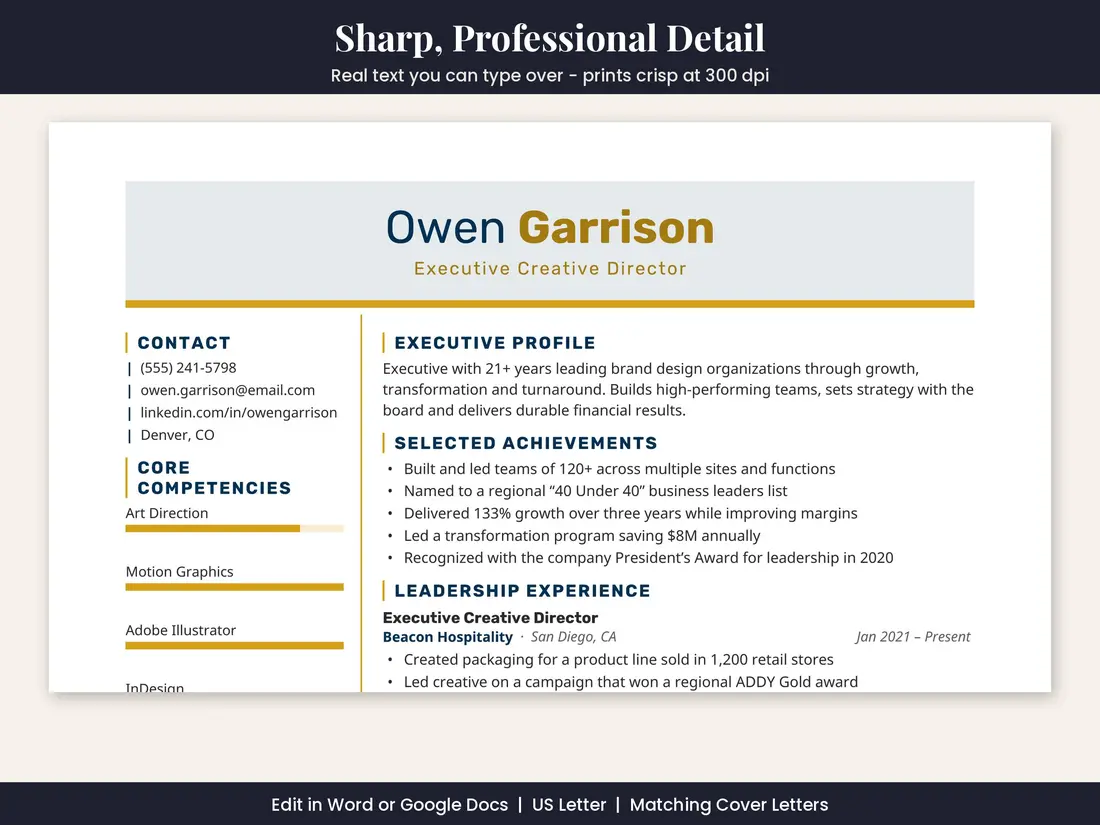 Sharp, Professional Detail
Real text you can type over - prints crisp at 300 dpi
Owen Garrison
Executive Creative Director
CONTACT
| (555) 241-5798
| owen.garrison@email.com
| linkedin.com/in/owengarrison
| Denver, CO
CORE
COMPETENCIES
Art Direction
Motion Graphics
Adobe Illustrator
InDesign
EXECUTIVE PROFILE
Executive with 21+ years leading brand design organizations through growth,
transformation and turnaround. Builds high-performing teams, sets strategy with the
board and delivers durable financial results.
SELECTED ACHIEVEMENTS
• Built and led teams of 120+ across multiple sites and functions
• Named to a regional “40 Under 40” business leaders list
• Delivered 133% growth over three years while improving margins
• Led a transformation program saving $8M annually
• Recognized with the company President’s Award for leadership in 2020
LEADERSHIP EXPERIENCE
Executive Creative Director
Beacon Hospitality · San Diego, CA Jan 2021 – Present
• Created packaging for a product line sold in 1,200 retail stores
• Led creative on a campaign that won a regional ADDY Gold award
Edit in Word or Google Docs | US Letter | Matching Cover Letters